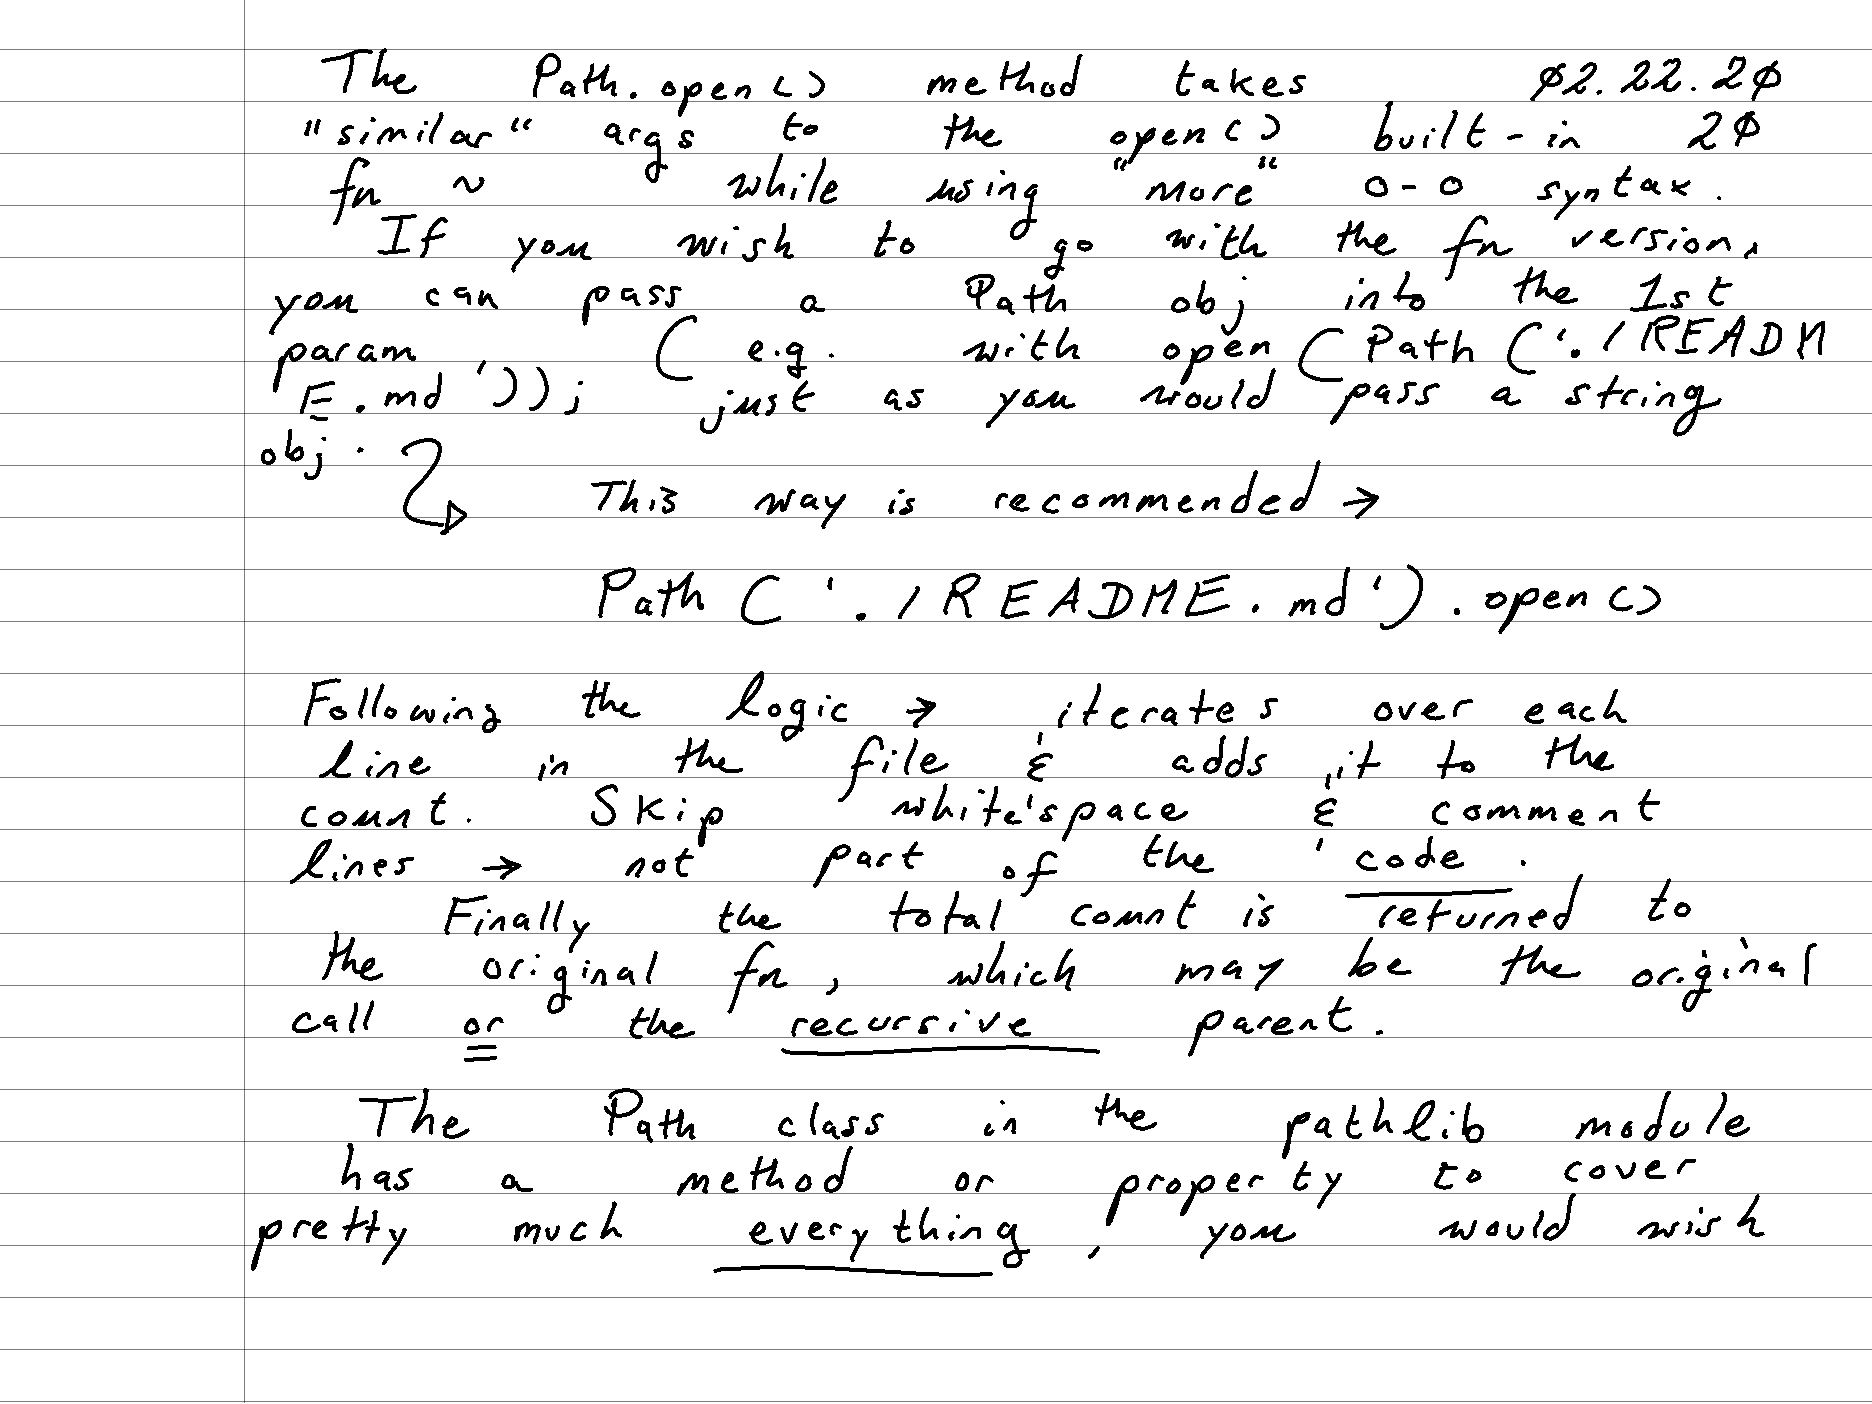 The Path.open() method takes 02.22.20
"similar" args to the open() built-in 20
fn ~ while using "more" o-o syntax.
If you wish to go with the fn version,
you can pass a Path obj into the 1st
param, (e.g. with open(Path('./READM
E.md')); just as you would pass a string
obj.
This way is recommended →
Path('./README.md').open()
Following the logic → iterates over each
line in the file & adds it to the
count. Skip white'space & comment
lines → not part of the code.
Finally the total count is returned to
the original fn, which may be the original
call or the recursive parent.
The Path class in the pathlib module
has a method or property to cover
pretty much everything, you would wish